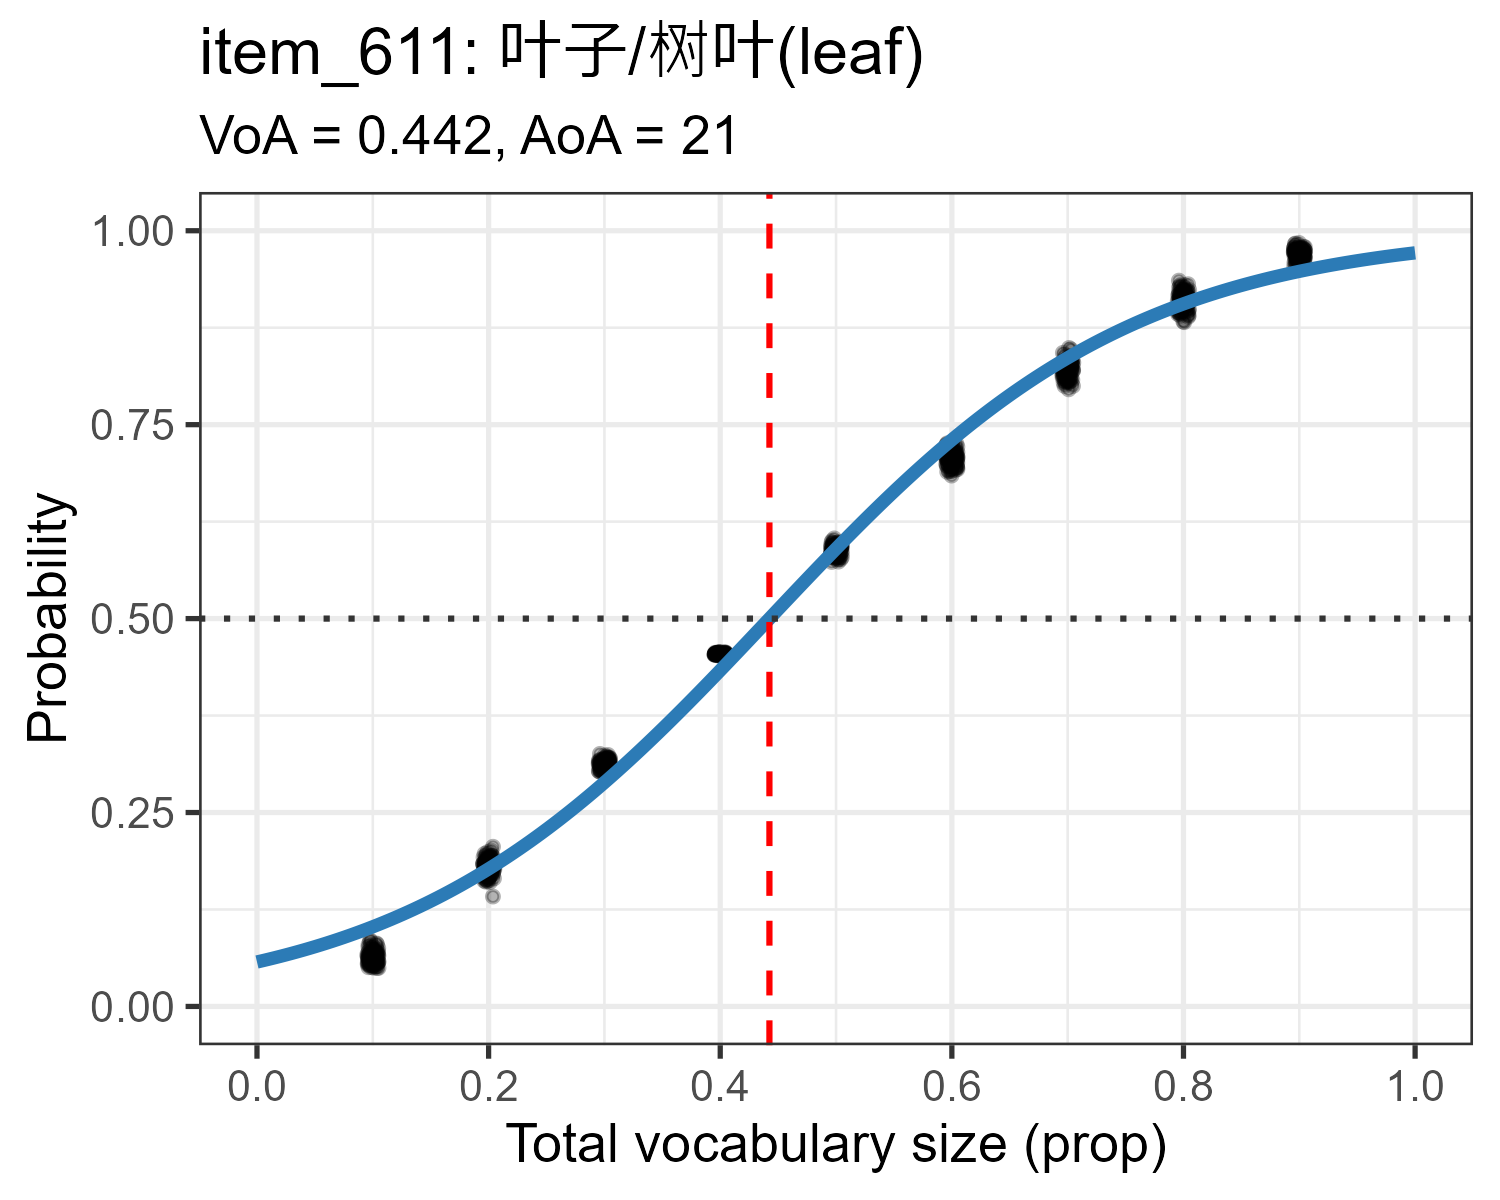 item_611: 叶子/树叶(leaf)
VoA = 0.442, AoA = 21
1.00
0.75
0.50
0.25
0.00
Probability
0.0 0.2 0.4 0.6 0.8 1.0
Total vocabulary size (prop)